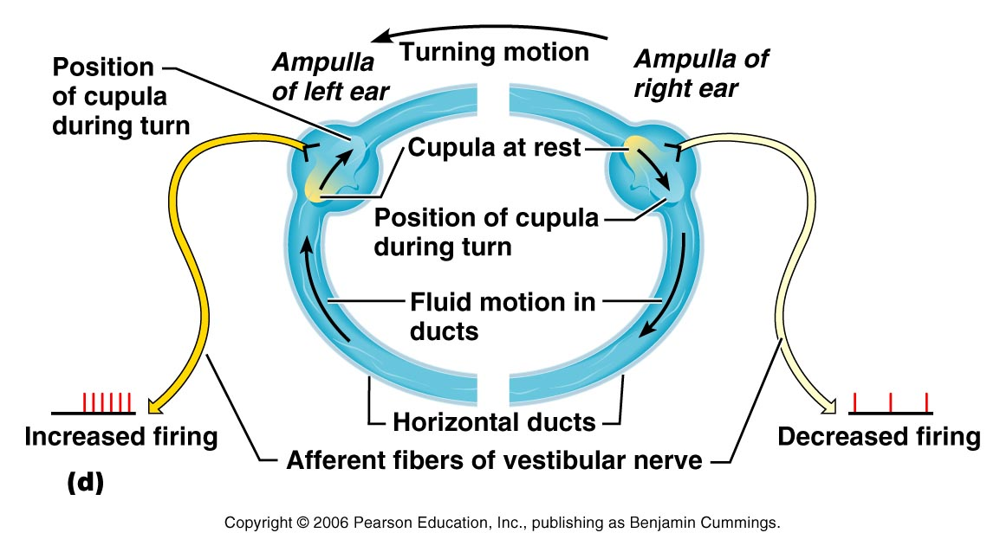 Turning motion
Position
of cupula
during turn
Ampulla
of left ear
Ampulla of
right ear
Cupula at rest
Position of cupula
during turn
Fluid motion in
ducts
Horizontal ducts
Increased firing
Decreased firing
Afferent fibers of vestibular nerve
(d)
Copyright © 2006 Pearson Education, Inc., publishing as Benjamin Cummings.